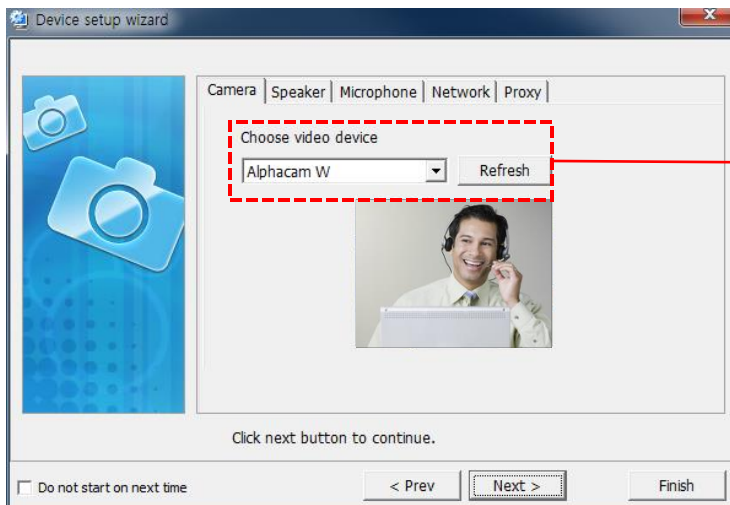 Device setup wizard
Camera Speaker Microphone Network Proxy
Choose video device
Alphacam W Refresh
Click next button to continue.
Do not start on next time < Prev Next > Finish